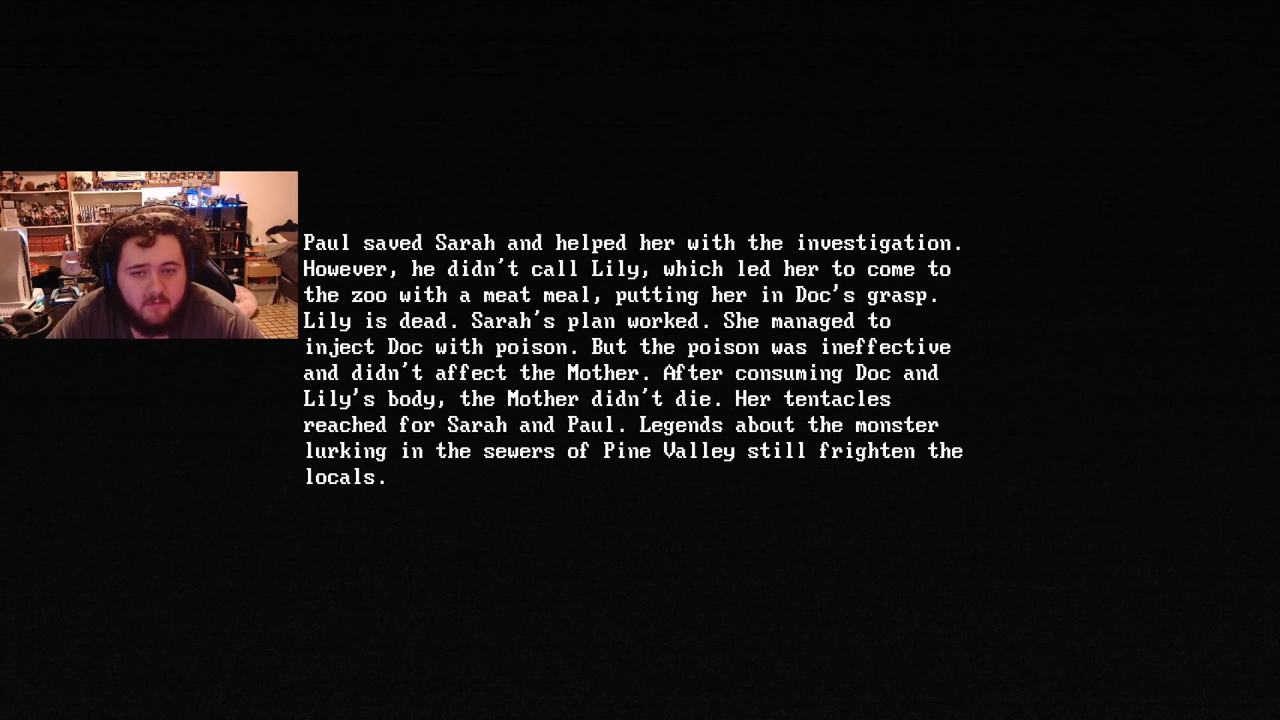 Paul saved Sarah and helped her with the investigation.
However, he didn't call Lily, which led her to come to
the zoo with a meat meal, putting her in Doc's grasp.
Lily is dead. Sarah's plan worked. She managed to
inject Doc with poison. But the poison was ineffective
and didn't affect the Mother. After consuming Doc and
Lily's body, the Mother didn't die. Her tentacles
reached for Sarah and Paul. Legends about the monster
lurking in the sewers of Pine Valley still frighten the
locals.